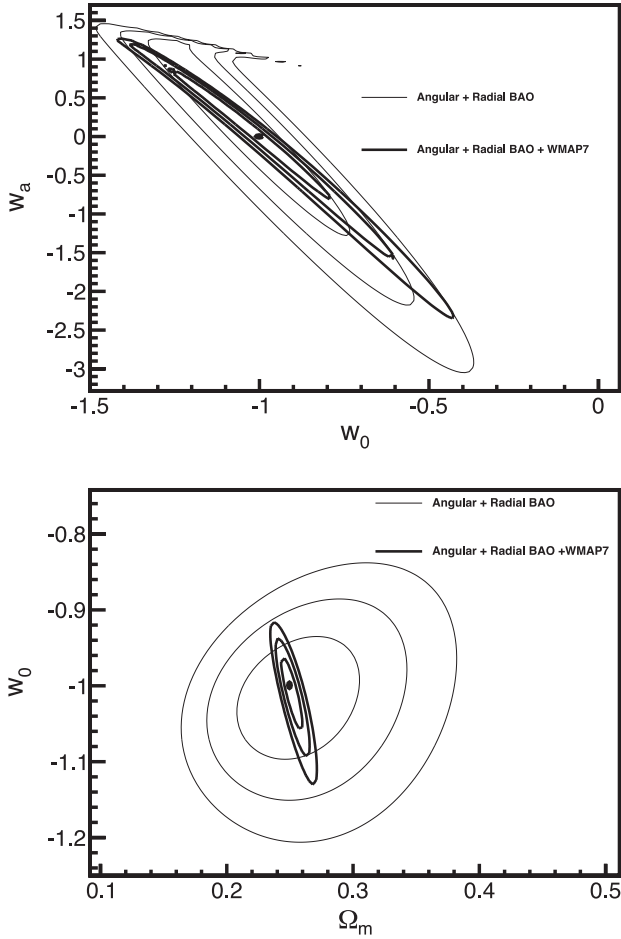 1.5
1
0.5
0
-0.5
-1
-1.5
-2
-2.5
-3
w_a
Angular + Radial BAO
Angular + Radial BAO + WMAP7
-1.5 -1 -0.5 0
w_0
-0.8
-0.9
-1
-1.1
-1.2
w_0
Angular + Radial BAO
Angular + Radial BAO +WMAP7
0.1 0.2 0.3 0.4 0.5
Ω_m